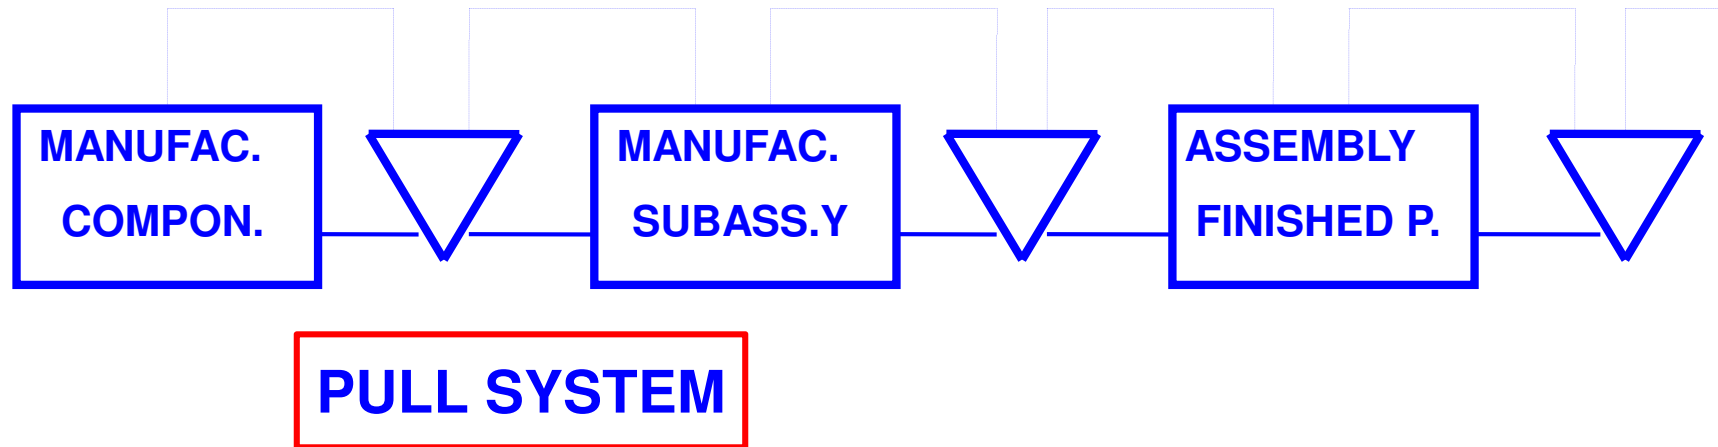 MANUFAC.
COMPON.
MANUFAC.
SUBASS.Y
ASSEMBLY
FINISHED P.
PULL SYSTEM